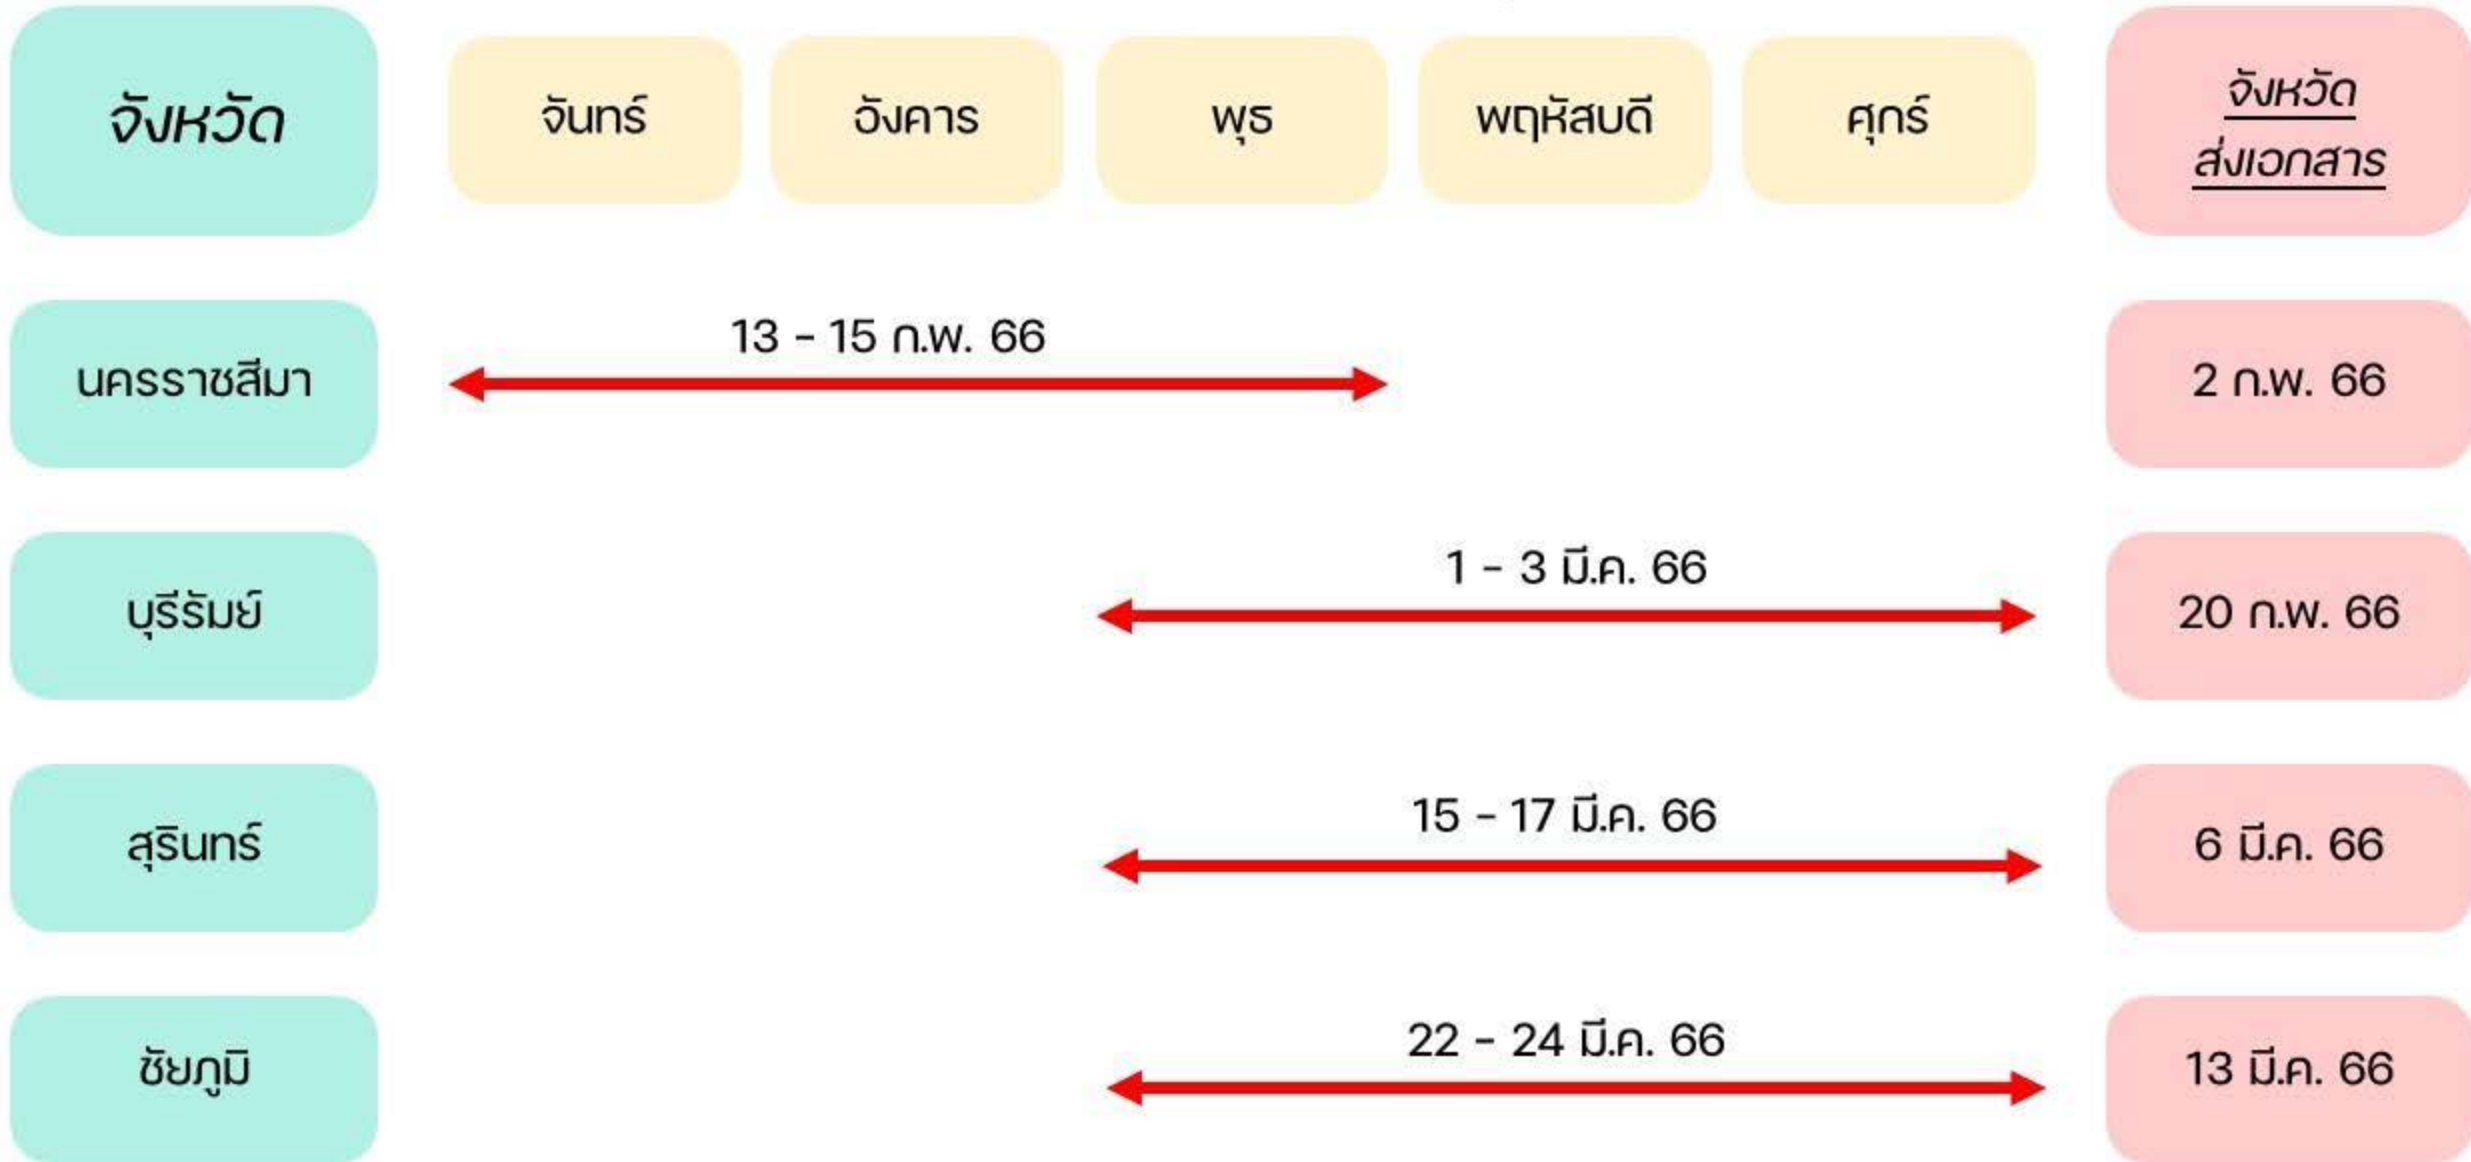 จังหวัด
จันทร์
อังคาร
พุธ
พฤหัสบดี
ศุกร์
จังหวัด
ส่งเอกสาร
นครราชสีมา
13 - 15 ก.พ. 66
2 ก.พ. 66
บุรีรัมย์
1 - 3 มี.ค. 66
20 ก.พ. 66
สุรินทร์
15 - 17 มี.ค. 66
6 มี.ค. 66
ชัยภูมิ
22 - 24 มี.ค. 66
13 มี.ค. 66